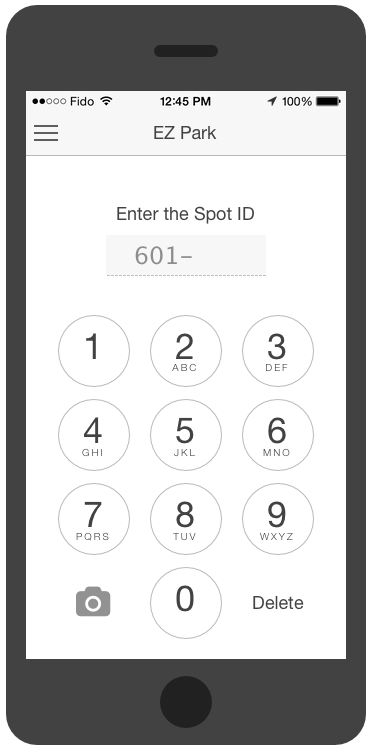 Fido 12:45 PM 100%
EZ Park
Enter the Spot ID
601-
1 2 3
ABC DEF
4 5 6
GHI JKL MNO
7 8 9
PQRS TUV WXYZ
0 Delete